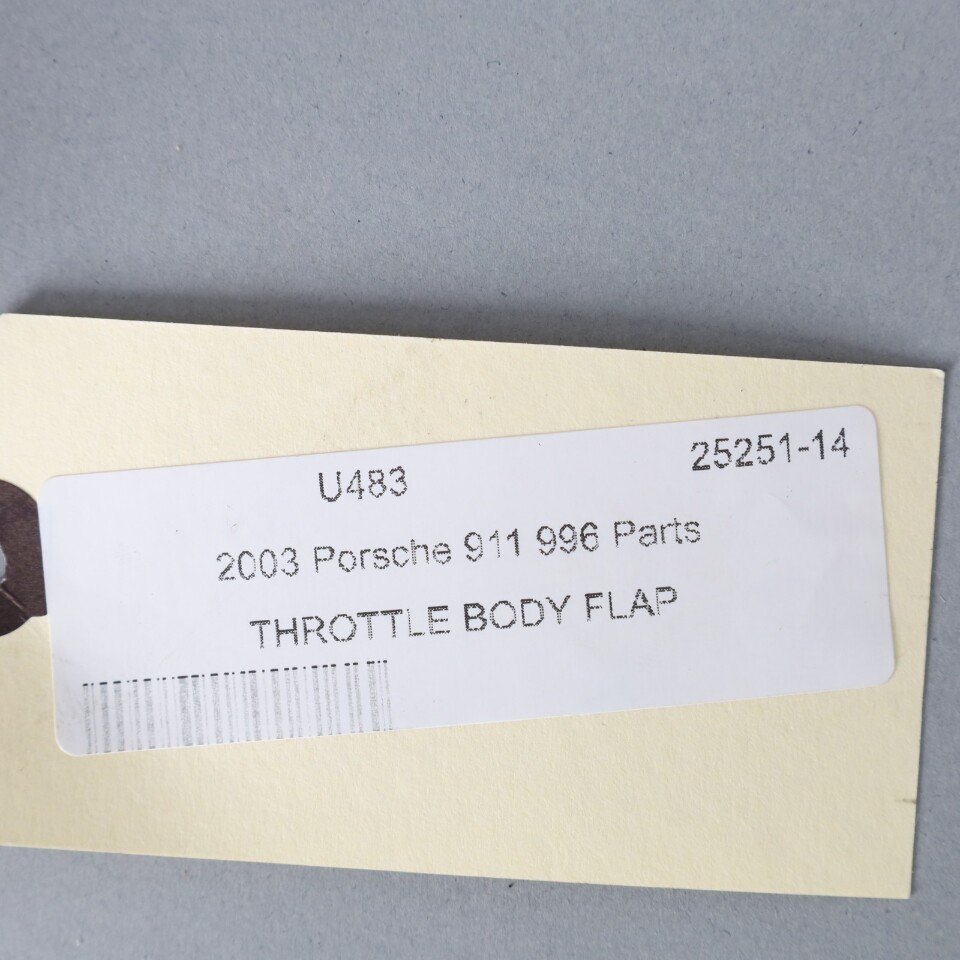 U483 25251-14
2003 Porsche 911 996 Parts
THROTTLE BODY FLAP